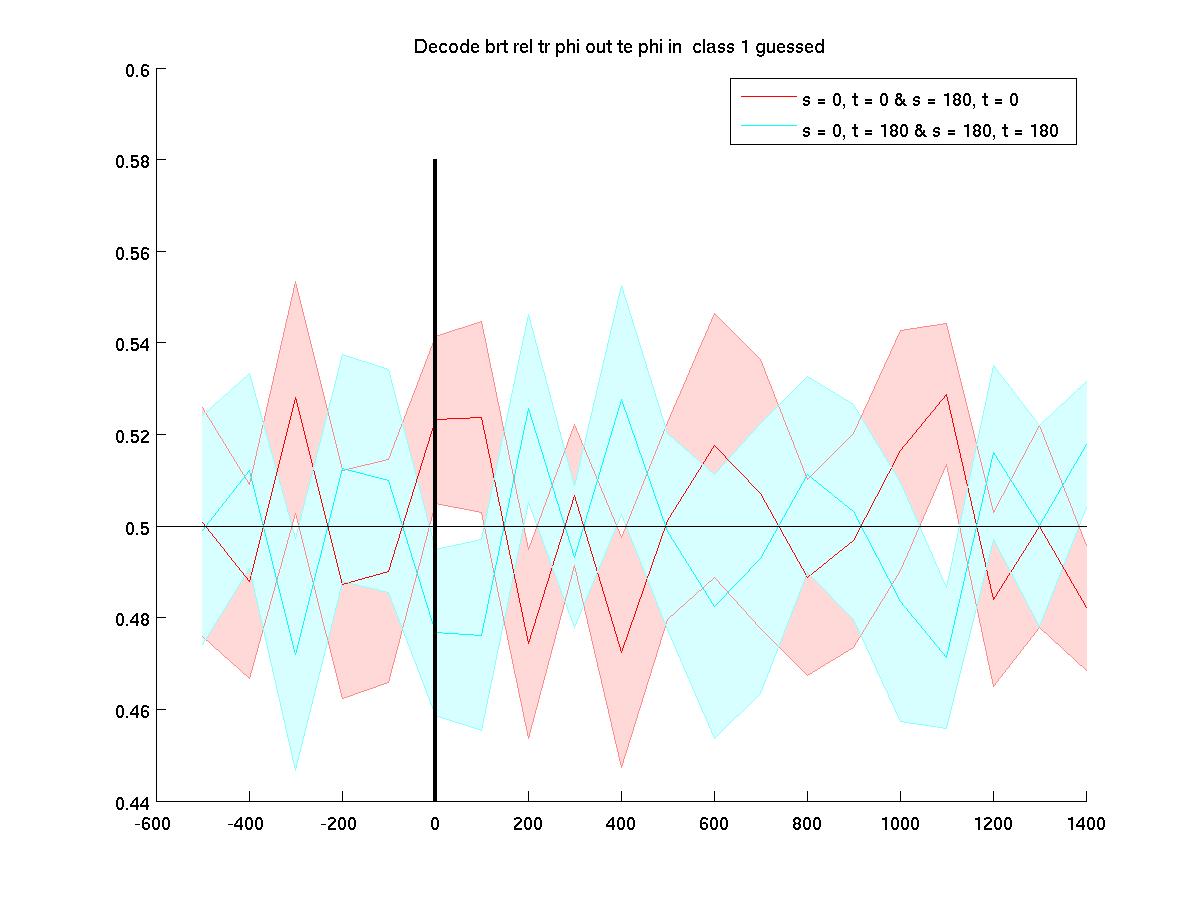 Decode brt rel tr phi out te phi in  class 1 guessed
s = 0, t = 0 & s = 180, t = 0
s = 0, t = 180 & s = 180, t = 180
0.6
0.58
0.56
0.54
0.52
0.5
0.48
0.46
0.44
-600 -400 -200 0 200 400 600 800 1000 1200 1400